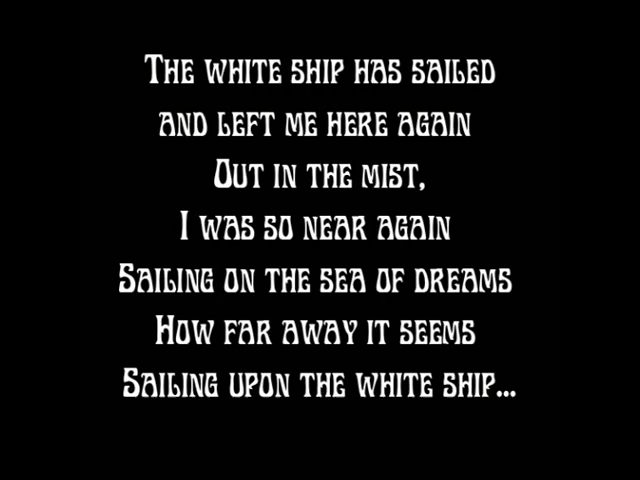 The white ship has sailed
and left me here again
Out in the mist,
I was so near again
Sailing on the sea of dreams
How far away it seems
Sailing upon the white ship...